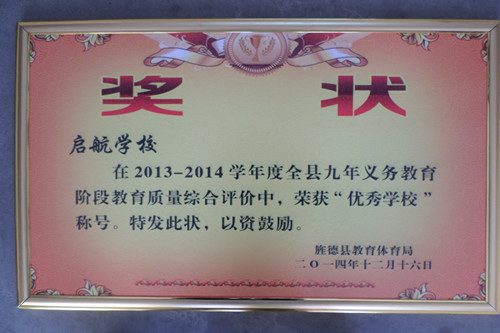 奖 状
启航学校
在2013-2014学年度全县九年义务教育
阶段教育质量综合评价中，荣获“优秀学校”
称号。特发此状，以资鼓励。
旌德县教育体育局
二〇一四年十二月十六日